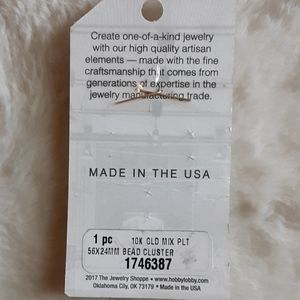 Create one-of-a-kind jewelry
with our high quality artisan
elements — made with the fine
craftsmanship that comes from
generations of expertise in the
jewelry manufacturing trade.
MADE IN THE USA
1 pc 10K GLD MIX PLT
56X24MM BEAD CLUSTER
1746387
2017 The Jewelry Shoppe • www.hobbylobby.com
Oklahoma City, OK 73179 • Made in USA